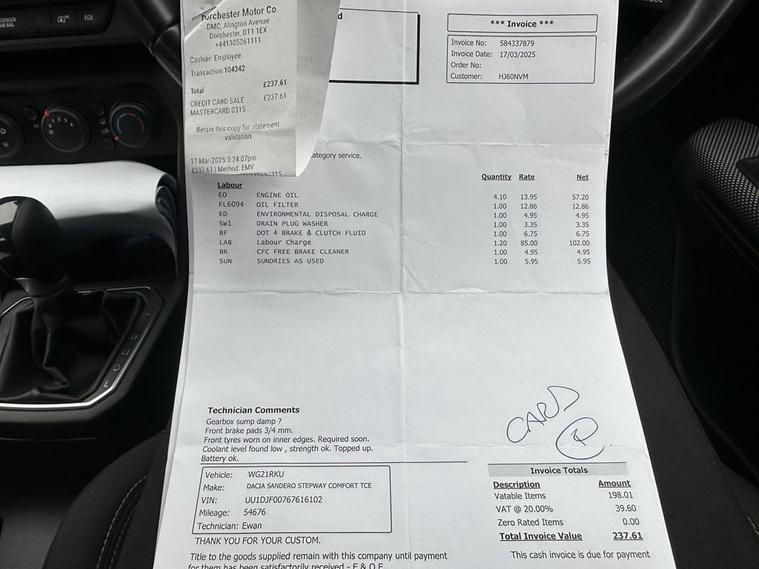 Dorchester Motor Co
DMC, Alington Avenue
Dorchester, DT1 1EX
+441305261111
Cashier: Employee
Transaction 104342
Total £237.61
CREDIT CARD SALE £237.61
MASTERCARD 0315
Retain this copy for statement
validation
17-Mar-2025 3:24:07pm
£237.61 | Method: EMV
d
*** Invoice ***
Invoice No: 584337879
Invoice Date: 17/03/2025
Order No:
Customer: HJ60NVM
ategory service.
Labour Quantity Rate Net
EO ENGINE OIL 4.10 13.95 57.20
FL6094 OIL FILTER 1.00 12.86 12.86
ED ENVIRONMENTAL DISPOSAL CHARGE 1.00 4.95 4.95
SW1 DRAIN PLUG WASHER 1.00 3.35 3.35
BF DOT 4 BRAKE & CLUTCH FLUID 1.00 6.75 6.75
LAB Labour Charge 1.20 85.00 102.00
BR CFC FREE BRAKE CLEANER 1.00 4.95 4.95
SUN SUNDRIES AS USED 1.00 5.95 5.95
CARD
Technician Comments
Gearbox sump damp ?
Front brake pads 3/4 mm.
Front tyres worn on inner edges. Required soon.
Coolant level found low , strength ok. Topped up.
Battery ok.
Vehicle: WG21RKU
Make: DACIA SANDERO STEPWAY COMFORT TCE
VIN: UU1DJF00767616102
Mileage: 54676
Technician: Ewan
Invoice Totals
Description Amount
Vatable Items 198.01
VAT @ 20.00% 39.60
Zero Rated Items 0.00
Total Invoice Value 237.61
THANK YOU FOR YOUR CUSTOM.
Title to the goods supplied remain with this company until payment
for them has been satisfactorily received - E & O E
This cash invoice is due for payment
ECO